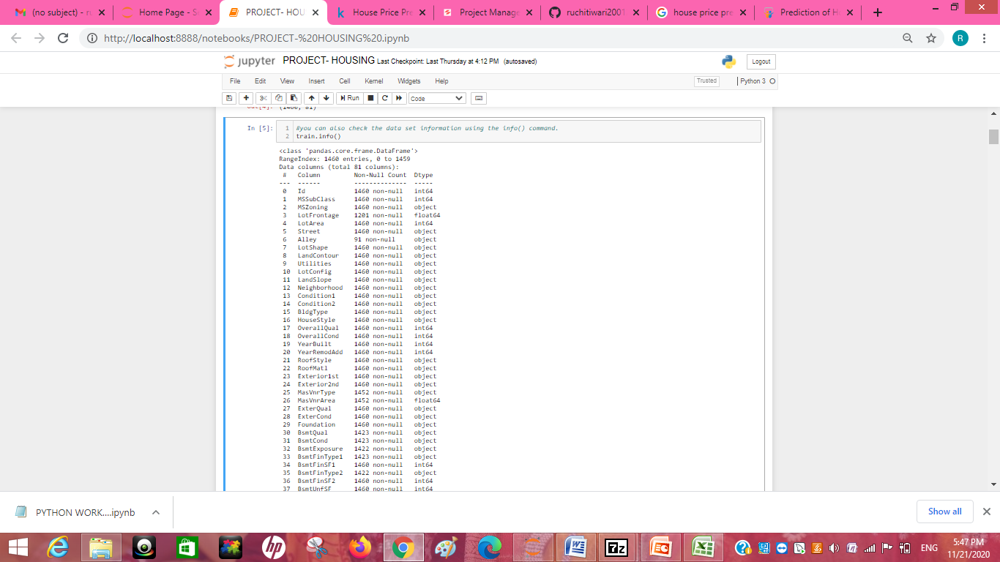 (no subject) - n
Home Page - S
PROJECT- HOU
House Price Pre
Project Manage
ruchitiwari2001
house price pre
Prediction of H
http://localhost:8888/notebooks/PROJECT-%20HOUSING%20.ipynb
R
jupyter PROJECT- HOUSING Last Checkpoint: Last Thursday at 4:12 PM (autosaved)
Logout
File Edit View Insert Cell Kernel Widgets Help
Trusted
Python 3
Run
Code
Out[4]: (1460, 81)
In [5]:
1 #you can also check the data set information using the info() command.
2 train.info()
<class 'pandas.core.frame.DataFrame'>
RangeIndex: 1460 entries, 0 to 1459
Data columns (total 81 columns):
# Column Non-Null Count Dtype
--- ------ -------------- -----
0 Id 1460 non-null int64
1 MSSubClass 1460 non-null int64
2 MSZoning 1460 non-null object
3 LotFrontage 1201 non-null float64
4 LotArea 1460 non-null int64
5 Street 1460 non-null object
6 Alley 91 non-null object
7 LotShape 1460 non-null object
8 LandContour 1460 non-null object
9 Utilities 1460 non-null object
10 LotConfig 1460 non-null object
11 LandSlope 1460 non-null object
12 Neighborhood 1460 non-null object
13 Condition1 1460 non-null object
14 Condition2 1460 non-null object
15 BldgType 1460 non-null object
16 HouseStyle 1460 non-null object
17 OverallQual 1460 non-null int64
18 OverallCond 1460 non-null int64
19 YearBuilt 1460 non-null int64
20 YearRemodAdd 1460 non-null int64
21 RoofStyle 1460 non-null object
22 RoofMatl 1460 non-null object
23 Exterior1st 1460 non-null object
24 Exterior2nd 1460 non-null object
25 MasVnrType 1452 non-null object
26 MasVnrArea 1452 non-null float64
27 ExterQual 1460 non-null object
28 ExterCond 1460 non-null object
29 Foundation 1460 non-null object
30 BsmtQual 1423 non-null object
31 BsmtCond 1423 non-null object
32 BsmtExposure 1422 non-null object
33 BsmtFinType1 1423 non-null object
34 BsmtFinSF1 1460 non-null int64
35 BsmtFinType2 1422 non-null object
36 BsmtFinSF2 1460 non-null int64
37 BsmtUnfSF 1460 non-null int64
PYTHON WORK....ipynb
Show all
hp
7z
ENG
5:47 PM
11/21/2020